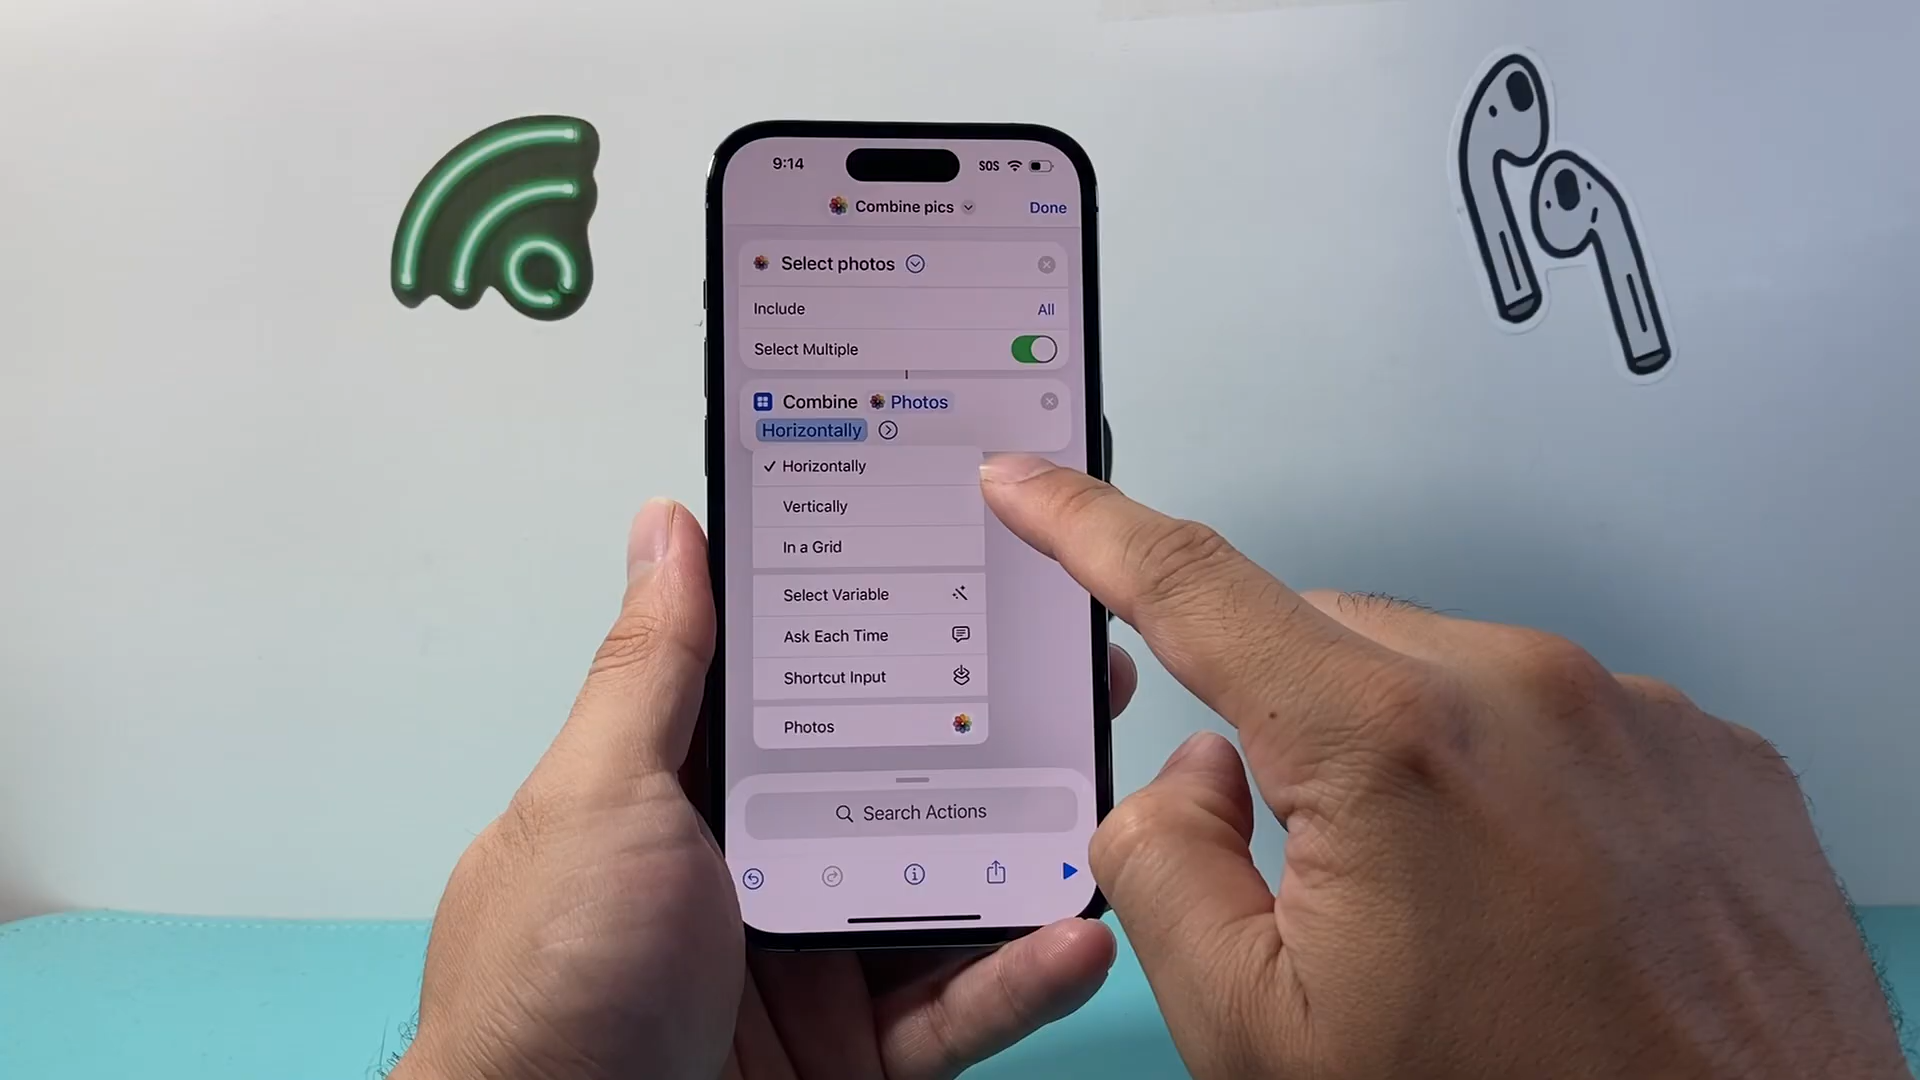 9:14
SOS
Combine pics
Done
Select photos
Include
All
Select Multiple
Combine Photos
Horizontally
Horizontally
Vertically
In a Grid
Select Variable
Ask Each Time
Shortcut Input
Photos
Search Actions